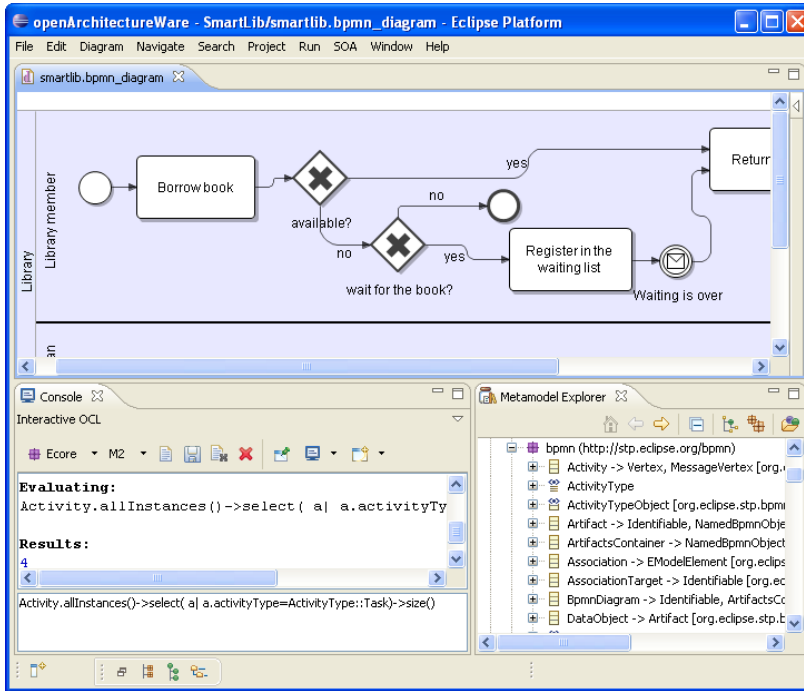 openArchitectureWare - SmartLib/smartlib.bpmn_diagram - Eclipse Platform
File Edit Diagram Navigate Search Project Run SOA Window Help
smartlib.bpmn_diagram
Library
Library member
Borrow book
available?
yes
no
wait for the book?
no
yes
Register in the
waiting list
Waiting is over
Return
an
Console
Interactive OCL
Ecore M2
Evaluating:
Activity.allInstances()->select( a| a.activityTy
Results:
4
Activity.allInstances()->select( a| a.activityType=ActivityType::Task)->size()
Metamodel Explorer
bpmn (http://stp.eclipse.org/bpmn)
Activity -> Vertex, MessageVertex [org.e
ActivityType
ActivityTypeObject [org.eclipse.stp.bpmn
Artifact -> Identifiable, NamedBpmnObje
ArtifactsContainer -> NamedBpmnObject
Association -> EModelElement [org.eclips
AssociationTarget -> Identifiable [org.ec
BpmnDiagram -> Identifiable, ArtifactsCo
DataObject -> Artifact [org.eclipse.stp.b